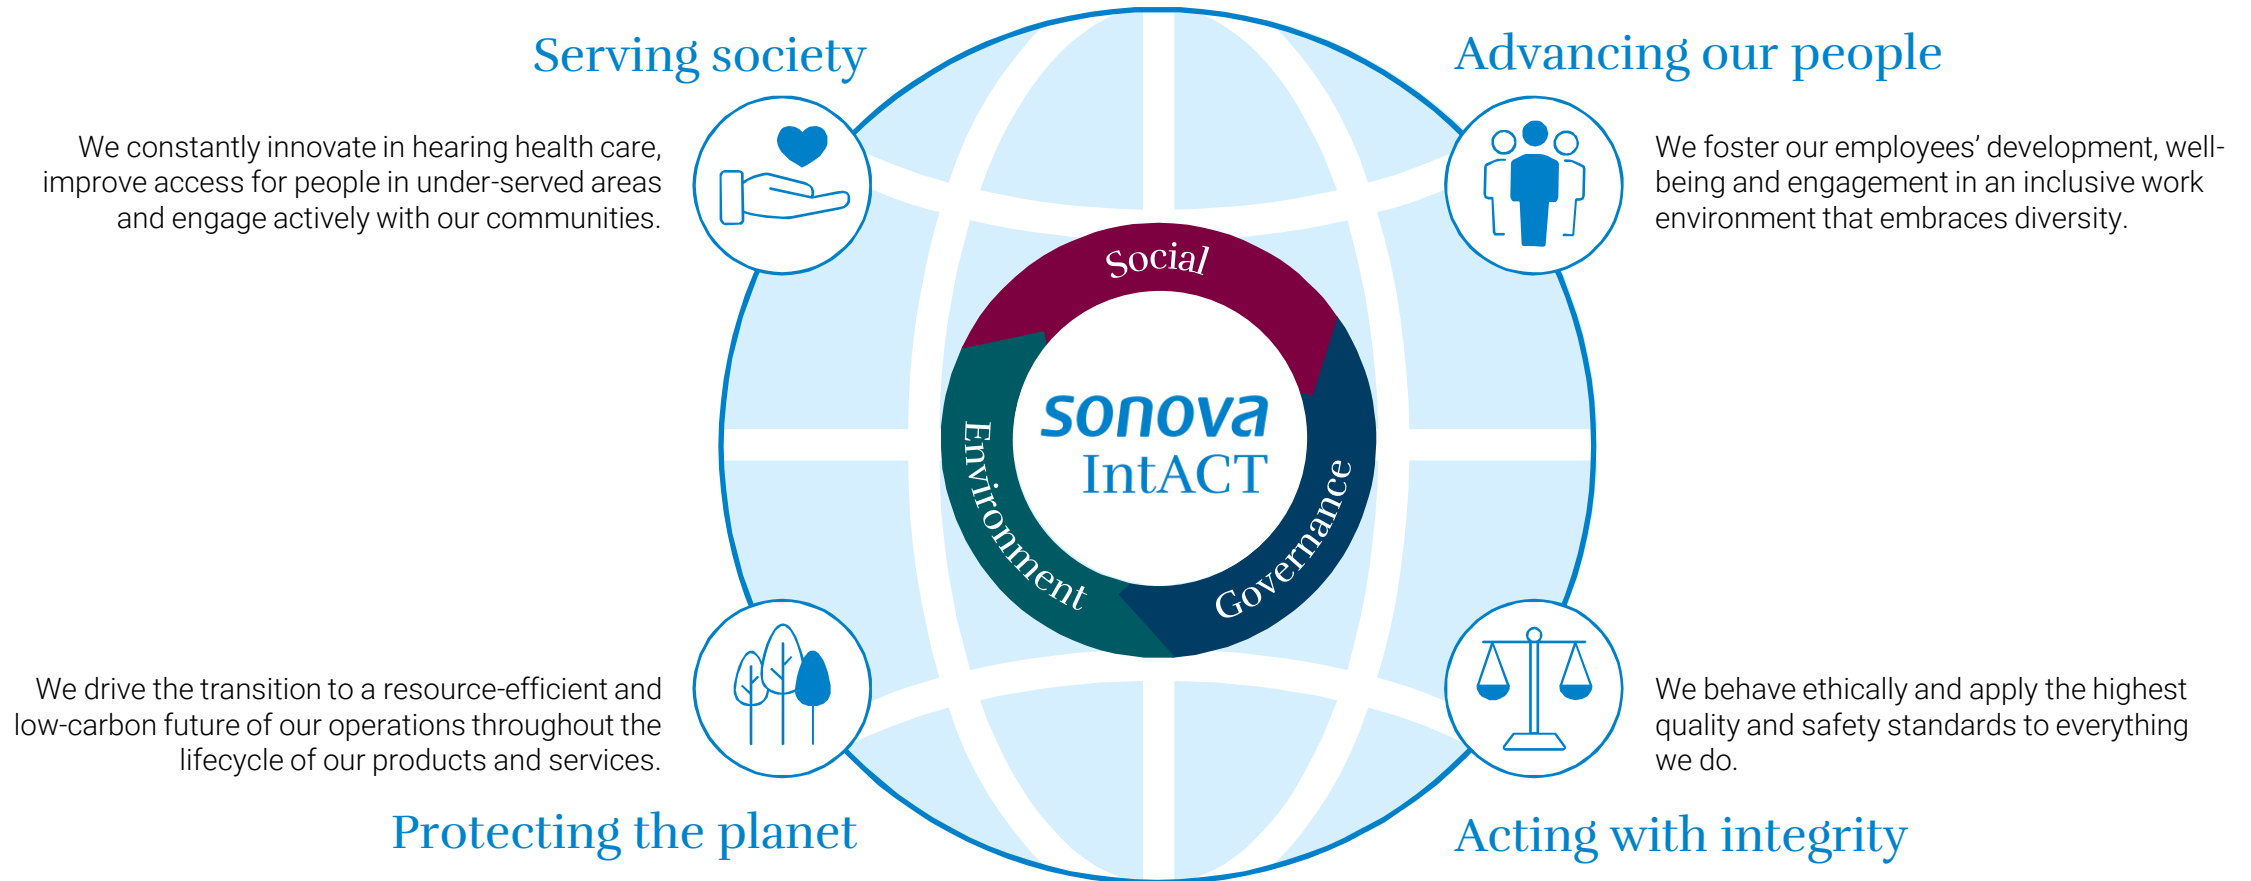 Serving society
We constantly innovate in hearing health care,
improve access for people in under-served areas
and engage actively with our communities.
Advancing our people
We foster our employees’ development, well-
being and engagement in an inclusive work
environment that embraces diversity.
Social
Environment
Governance
sonova
IntACT
We drive the transition to a resource-efficient and
low-carbon future of our operations throughout the
lifecycle of our products and services.
Protecting the planet
We behave ethically and apply the highest
quality and safety standards to everything
we do.
Acting with integrity